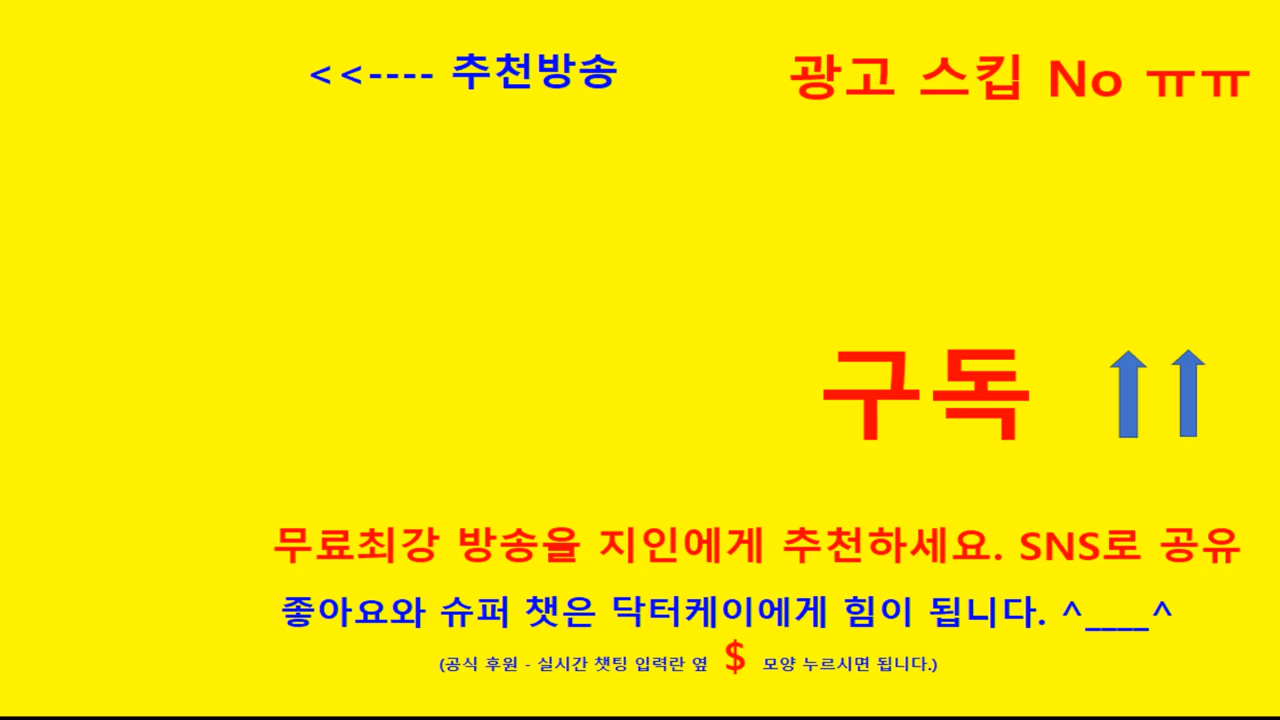 <<---- 추천방송
광고 스킵 No ㅠㅠ
구독
무료최강 방송을 지인에게 추천하세요. SNS로 공유
좋아요와 슈퍼 챗은 닥터케이에게 힘이 됩니다. ^____^
(공식 후원 - 실시간 챗팅 입력란 옆 $ 모양 누르시면 됩니다.)